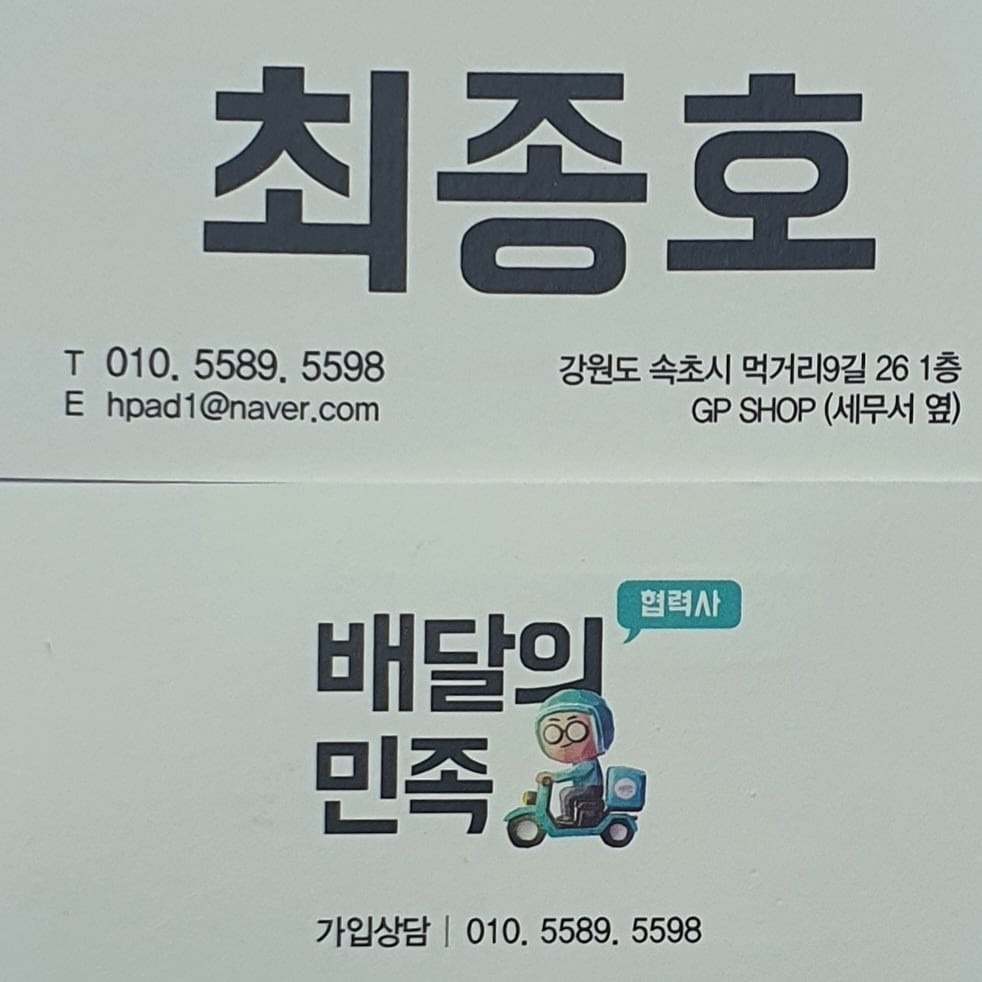 최종호
T 010. 5589. 5598
E hpad1@naver.com
강원도 속초시 먹거리9길 26 1층
GP SHOP (세무서 옆)
협력사
배달의
민족
가입상담 | 010. 5589. 5598